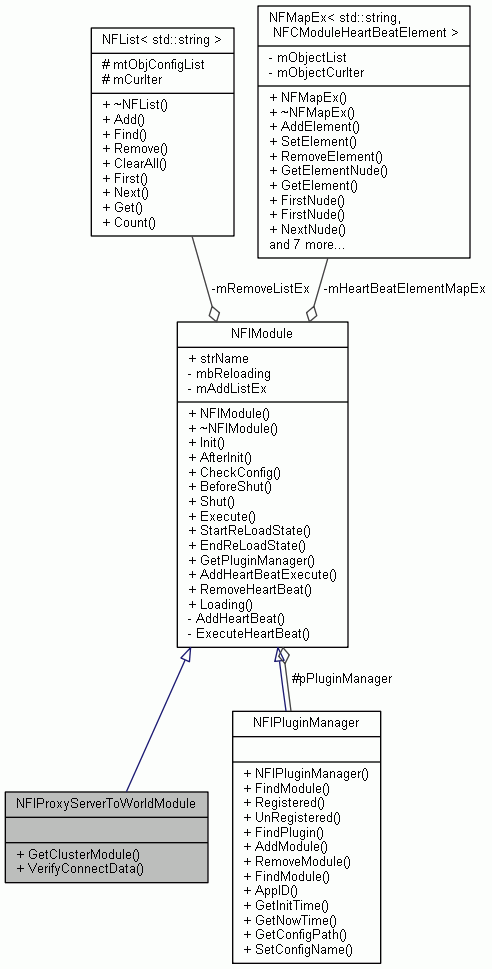 NFList< std::string >
# mtObjConfigList
# mCurIter
+ ~NFList()
+ Add()
+ Find()
+ Remove()
+ ClearAll()
+ First()
+ Next()
+ Get()
+ Count()
NFMapEx< std::string,
NFCModuleHeartBeatElement >
- mObjectList
- mObjectCurIter
+ NFMapEx()
+ ~NFMapEx()
+ AddElement()
+ SetElement()
+ RemoveElement()
+ GetElementNude()
+ GetElement()
+ FirstNude()
+ FirstNude()
+ NextNude()
and 7 more...
-mRemoveListEx
-mHeartBeatElementMapEx
NFIModule
+ strName
- mbReloading
- mAddListEx
+ NFIModule()
+ ~NFIModule()
+ Init()
+ AfterInit()
+ CheckConfig()
+ BeforeShut()
+ Shut()
+ Execute()
+ StartReLoadState()
+ EndReLoadState()
+ GetPluginManager()
+ AddHeartBeatExecute()
+ RemoveHeartBeat()
+ Loading()
- AddHeartBeat()
- ExecuteHeartBeat()
#pPluginManager
NFIProxyServerToWorldModule
+ GetClusterModule()
+ VerifyConnectData()
NFIPluginManager
+ NFIPluginManager()
+ FindModule()
+ Registered()
+ UnRegistered()
+ FindPlugin()
+ AddModule()
+ RemoveModule()
+ FindModule()
+ AppID()
+ GetInitTime()
+ GetNowTime()
+ GetConfigPath()
+ SetConfigName()